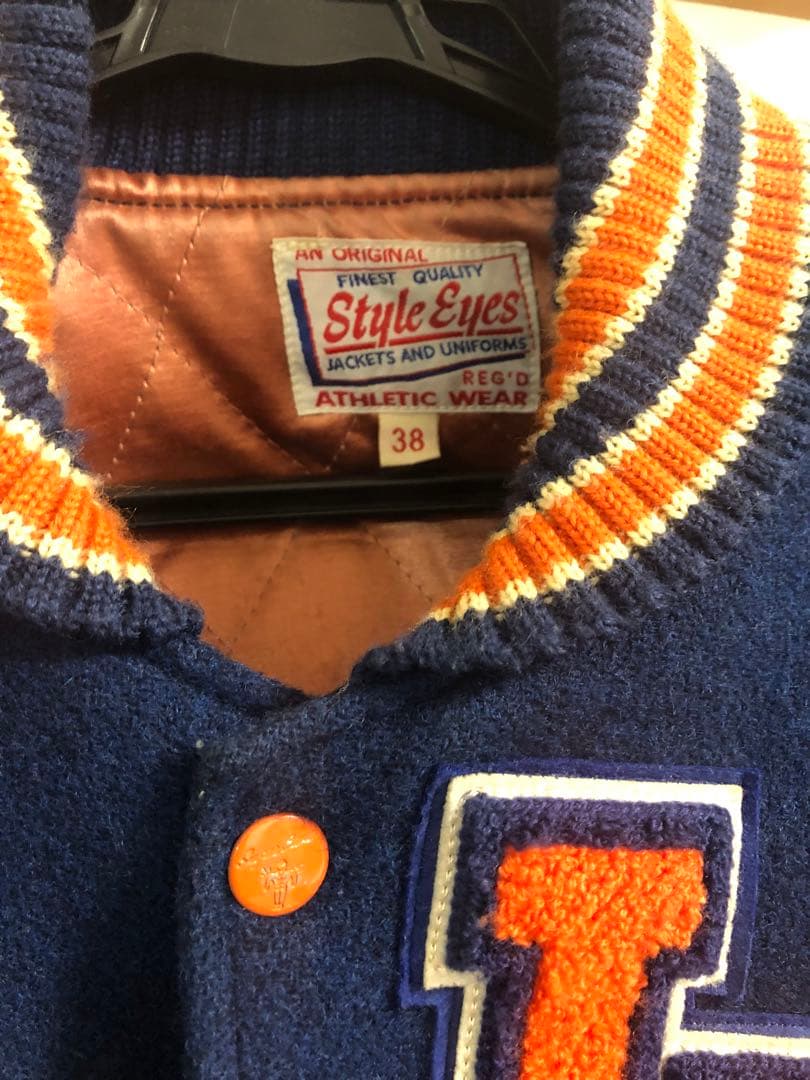 AN ORIGINAL
FINEST QUALITY
Style Eyes
JACKETS AND UNIFORMS
REG'D
ATHLETIC WEAR
38